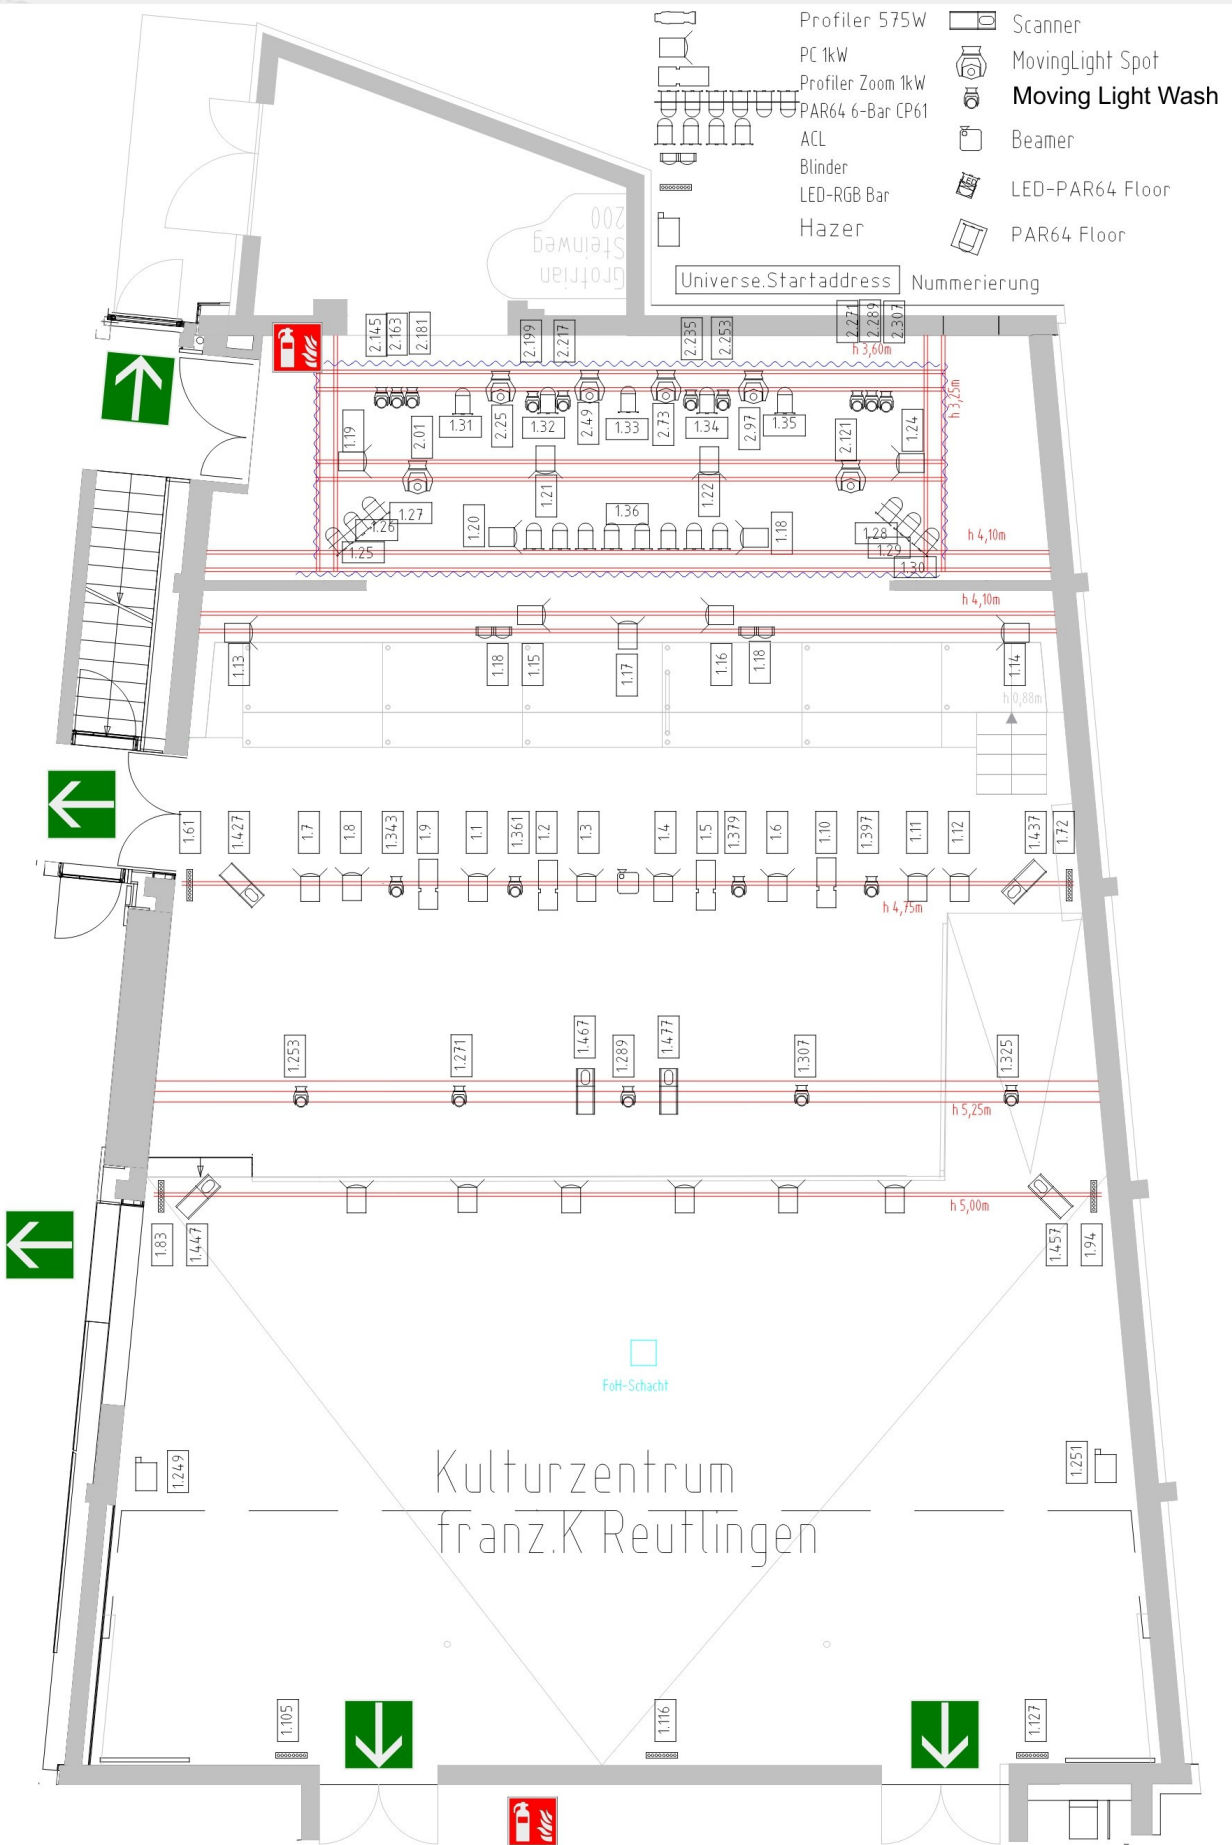 Profiler 575W
Scanner
PC 1kW
MovingLight Spot
Profiler Zoom 1kW
Moving Light Wash
PAR64 6-Bar CP61
ACL
Beamer
Blinder
LED-RGB Bar
LED
LED-PAR64 Floor
Hazer
PAR64 Floor
Universe.Startaddress Nummerierung
Grotrian
Steinweg
200
2.145 2.163 2.181 2.199 2.217 2.235 2.253 2.271 2.289 2.307
h 3,60m
h 3,25m
1.31 2.25 1.32 2.49 1.33 2.73 1.34 2.97 1.35
1.19 2.01 2.121 1.24
1.21 1.22
1.27 1.26 1.25 1.20 1.36 1.18 1.28 1.29 1.30
h 4,10m
h 4,10m
1.13 1.18 1.15 1.17 1.16 1.18 1.14
h 0,88m
1.61 1.427 1.7 1.8 1.343 1.9 1.1 1.361 1.2 1.3 1.4 1.5 1.379 1.6 1.10 1.397 1.11 1.12 1.437 1.72
h 4,75m
1.253 1.271 1.467 1.289 1.477 1.307 1.325
h 5,25m
h 5,00m
1.83 1.447 1.457 1.94
FoH-Schacht
1.249 1.251
Kulturzentrum
franz.K Reutlingen
1.105 1.116 1.127